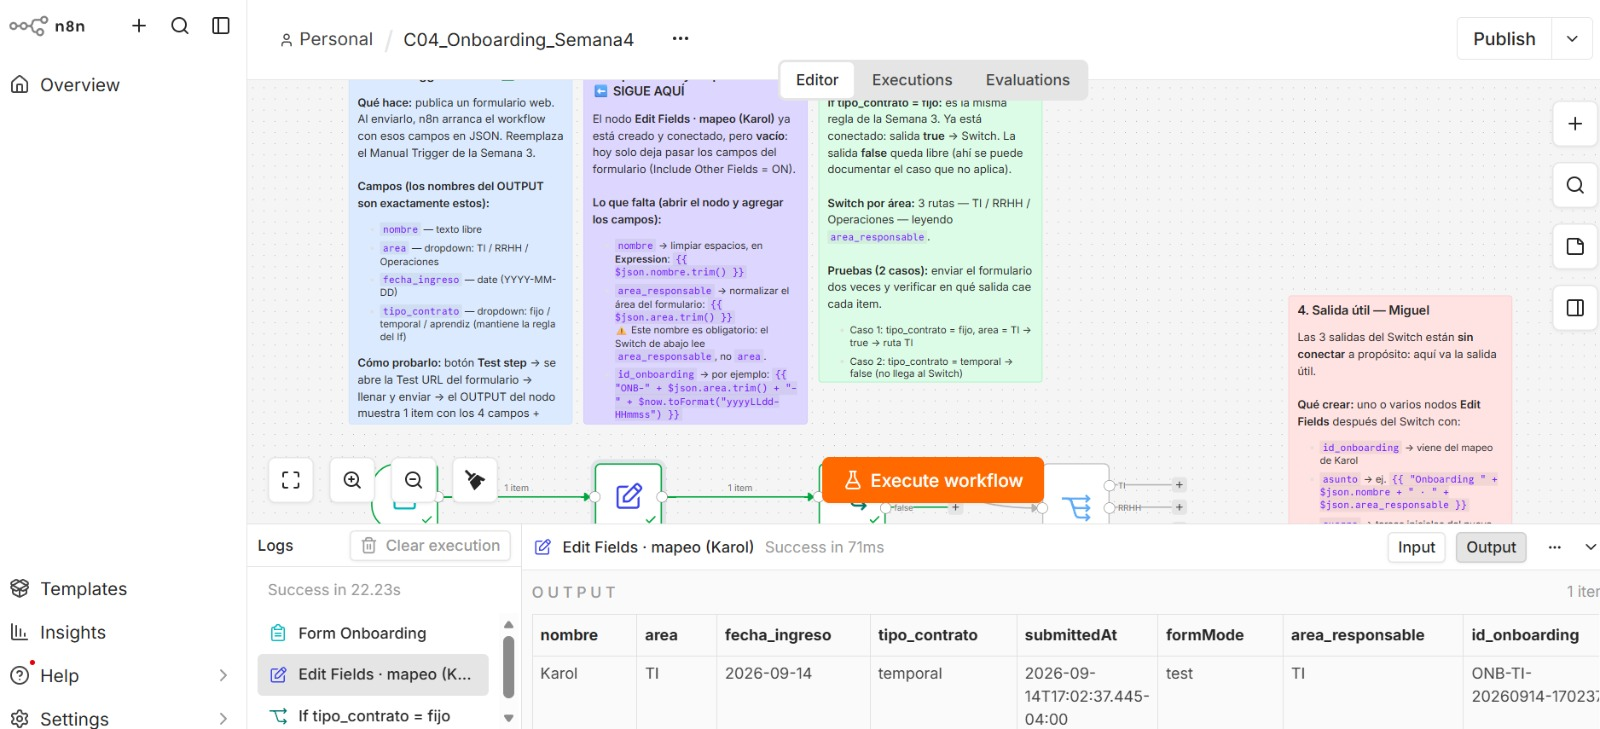 n8n
Personal / C04_Onboarding_Semana4 ...
Publish
Overview
Editor
Executions
Evaluations
Qué hace: publica un formulario web.
Al enviarlo, n8n arranca el workflow
con esos campos en JSON. Reemplaza
el Manual Trigger de la Semana 3.
Campos (los nombres del OUTPUT
son exactamente estos):
nombre — texto libre
area — dropdown: TI / RRHH /
Operaciones
fecha_ingreso — date (YYYY-MM-
DD)
tipo_contrato — dropdown: fijo /
temporal / aprendiz (mantiene la regla
del If)
Cómo probarlo: botón Test step → se
abre la Test URL del formulario →
llenar y enviar → el OUTPUT del nodo
muestra 1 item con los 4 campos +
⬅ SIGUE AQUÍ
El nodo Edit Fields · mapeo (Karol) ya
está creado y conectado, pero vacío:
hoy solo deja pasar los campos del
formulario (Include Other Fields = ON).
Lo que falta (abrir el nodo y agregar
los campos):
nombre → limpiar espacios, en
Expression: {{
$json.nombre.trim() }}
area_responsable → normalizar el
área del formulario: {{
$json.area.trim() }}
⚠ Este nombre es obligatorio: el
Switch de abajo lee
area_responsable, no area.
id_onboarding → por ejemplo: {{
"ONB-" + $json.area.trim() + "-
" + $now.toFormat("yyyyLLdd-
HHmmss") }}
If tipo_contrato = fijo: es la misma
regla de la Semana 3. Ya está
conectado: salida true → Switch. La
salida false queda libre (ahí se puede
documentar el caso que no aplica).
Switch por área: 3 rutas — TI / RRHH /
Operaciones — leyendo
area_responsable.
Pruebas (2 casos): enviar el formulario
dos veces y verificar en qué salida cae
cada item.
Caso 1: tipo_contrato = fijo, area = TI →
true → ruta TI
Caso 2: tipo_contrato = temporal →
false (no llega al Switch)
4. Salida útil — Miguel
Las 3 salidas del Switch están sin
conectar a propósito: aquí va la salida
útil.
Qué crear: uno o varios nodos Edit
Fields después del Switch con:
id_onboarding → viene del mapeo
de Karol
asunto → ej. {{ "Onboarding " +
$json.nombre + " · " +
$json.area_responsable }}
1 item
1 item
Execute workflow
false
TI
RRHH
Logs
Clear execution
Success in 22.23s
Form Onboarding
Edit Fields · mapeo (K...
If tipo_contrato = fijo
Edit Fields · mapeo (Karol) Success in 71ms
Input
Output
...
OUTPUT
1 iter
nombre area fecha_ingreso tipo_contrato submittedAt formMode area_responsable id_onboarding
Karol TI 2026-09-14 temporal 2026-09- test TI ONB-TI-
14T17:02:37.445- 20260914-170237
04:00
Templates
Insights
Help
Settings